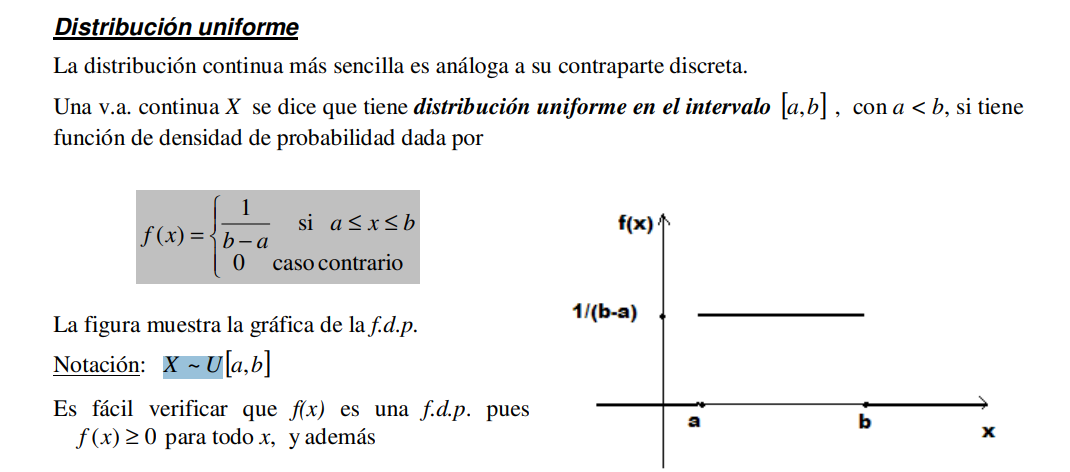 Distribución uniforme
La distribución continua más sencilla es análoga a su contraparte discreta.
Una v.a. continua X se dice que tiene distribución uniforme en el intervalo [a,b] , con a < b, si tiene
función de densidad de probabilidad dada por
f(x) = { 1/(b − a) si a ≤ x ≤ b
0 caso contrario
La figura muestra la gráfica de la f.d.p.
Notación: X ~ U[a,b]
Es fácil verificar que f(x) es una f.d.p. pues
f(x) ≥ 0 para todo x, y además
f(x)
1/(b-a)
a
b
x